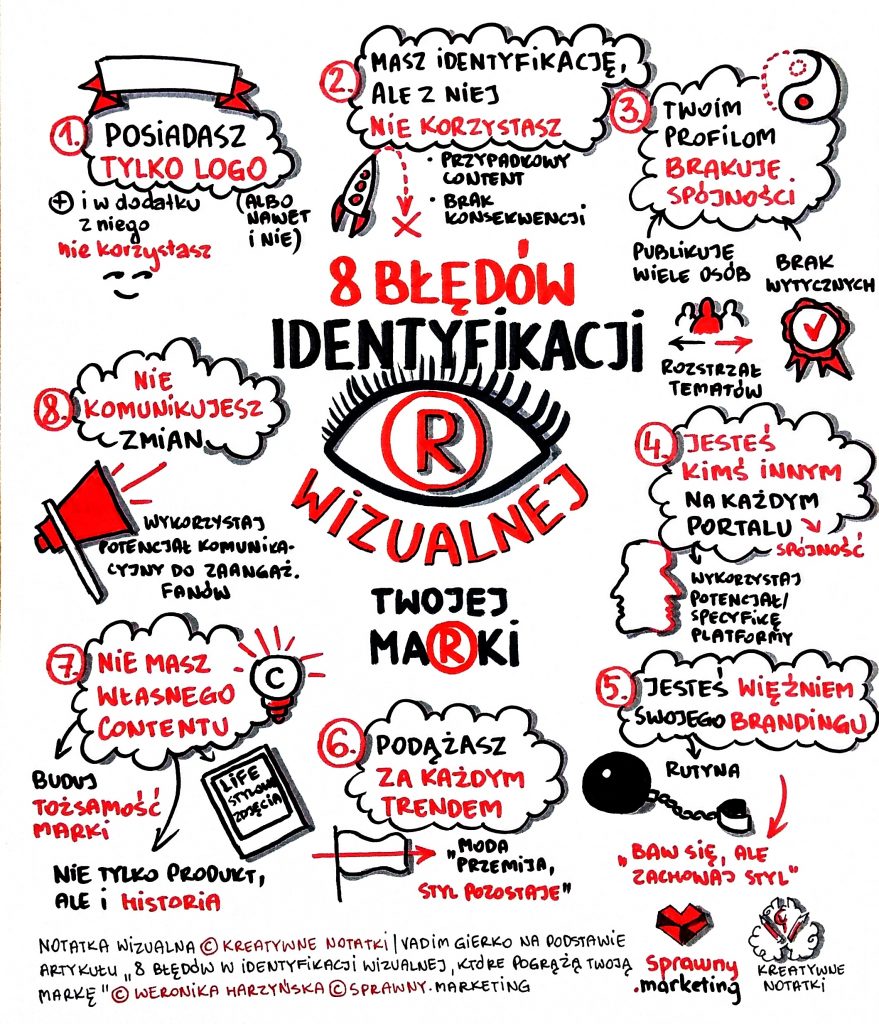 1. POSIADASZ
TYLKO LOGO
+ i w dodatku
z niego
nie korzystasz
(ALBO
NAWET
i NIE)
2. MASZ iDENTYFiKACJĘ,
ALE Z NiEJ
NiE KORZYSTASZ
· PRZYPADKOWY
CONTENT
· BRAK
KONSEKWENCJi
3. TWOiM
PROFiLOM
BRAKUJE
SPÓJNOŚCi
PUBLiKUJE
WiELE OSÓB
BRAK
WYTYCZNYCH
ROZSTRZAŁ
TEMATÓW
8 BŁĘDÓW
IDENTYFiKACJi
R
WiZUALNEJ
TWOJEJ
MARKi
4. JESTEŚ
KiMŚ iNNYM
NA KAŻDYM
PORTALU
SPÓJNOŚĆ
WYKORZYSTAJ
POTENCJAŁ/
SPECYFiKĘ
PLATFORMY
5. JESTEŚ WiĘŹNiEM
SWOJEGO BRANDiNGU
RUTYNA
„BAW SiĘ, ALE
ZACHOWAJ STYL"
6. PODĄŻASZ
ZA KAŻDYM
TRENDEM
„MODA
PRZEMiJA,
STYL POZOSTAJE"
7. NiE MASZ
WŁASNEGO
CONTENTU
C
BUDUJ
TOŻSAMOŚĆ
MARKi
LiFE
STYLOWE
ZDJĘCiA
NiE TYLKO PRODUKT,
ALE i HiSTORiA
8. NiE
KOMUNiKUJESZ
ZMiAN
WYKORZYSTAJ
POTENCJAŁ KOMUNiKA-
CYJNY DO ZAANGAŻ.
FANÓW
NOTATKA WiZUALNA © KREATYWNE NOTATKi | VADiM GiERKO NA PODSTAWiE
ARTYKUŁU „8 BŁĘDÓW W iDENTYFiKACJi WiZUALNEJ, KTÓRE POGRĄŻĄ TWOJĄ
MARKĘ" © WERONiKA HARZYŃSKA © SPRAWNY.MARKETiNG
Sprawny
.marketing
KREATYWNE
NOTATKi